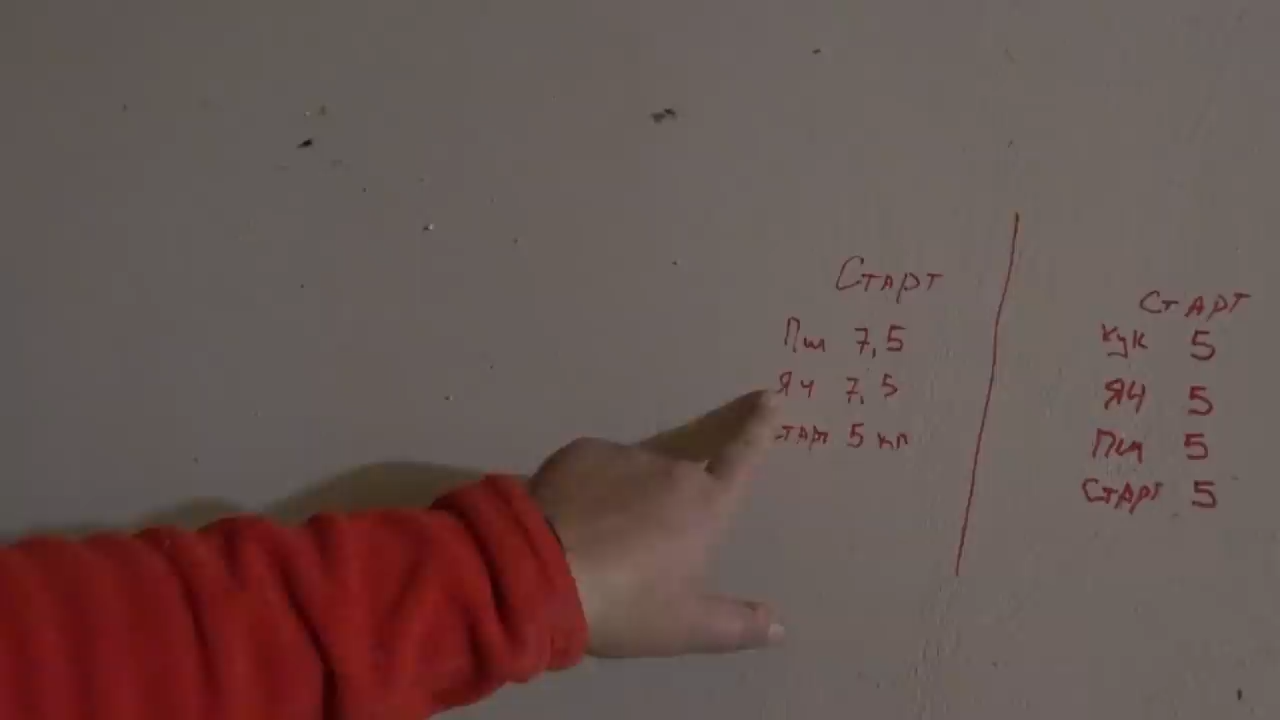 Старт
Пш 7,5
Яч 7,5
Старт 5 кг
Старт
Кук 5
Яч 5
Пш 5
Старт 5